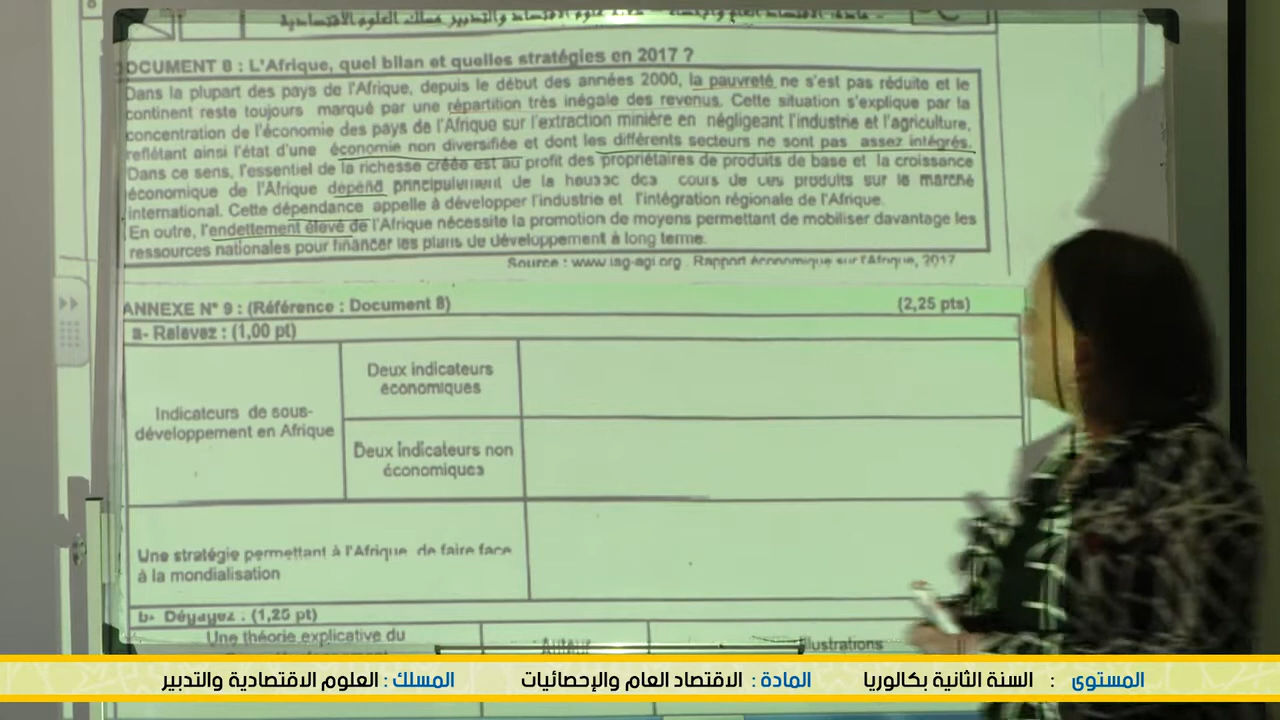 DOCUMENT 8 : L'Afrique, quel bilan et quelles stratégies en 2017 ?
Dans la plupart des pays de l'Afrique, depuis le début des années 2000, la pauvreté ne s'est pas réduite et le
continent reste toujours marqué par une répartition très inégale des revenus. Cette situation s'explique par la
concentration de l'économie des pays de l'Afrique sur l'extraction minière en négligeant l'industrie et l'agriculture,
reflétant ainsi l'état d'une économie non diversifiée et dont les différents secteurs ne sont pas assez intégrés.
Dans ce sens, l'essentiel de la richesse créée est au profit des propriétaires de produits de base et la croissance
économique de l'Afrique dépend principalement de la hausse des cours de ces produits sur le marché
international. Cette dépendance appelle à développer l'industrie et l'intégration régionale de l'Afrique.
En outre, l'endettement élevé de l'Afrique nécessite la promotion de moyens permettant de mobiliser davantage les
ressources nationales pour financer les plans de développement à long terme.
Source : www.iag-agi.org. Rapport économique sur l'Afrique, 2017
ANNEXE N° 9 : (Référence : Document 8) (2,25 pts)
a- Relevez : (1,00 pt)
Indicateurs de sous-
développement en Afrique
Deux indicateurs
économiques
Deux indicateurs non
économiques
Une stratégie permettant à l'Afrique de faire face
à la mondialisation
b- Dégagez : (1,25 pt)
Une théorie explicative du
Auteur
Illustrations
المستوى : السنة الثانية بكالوريا المادة : الاقتصاد العام والإحصائيات المسلك : العلوم الاقتصادية والتدبير